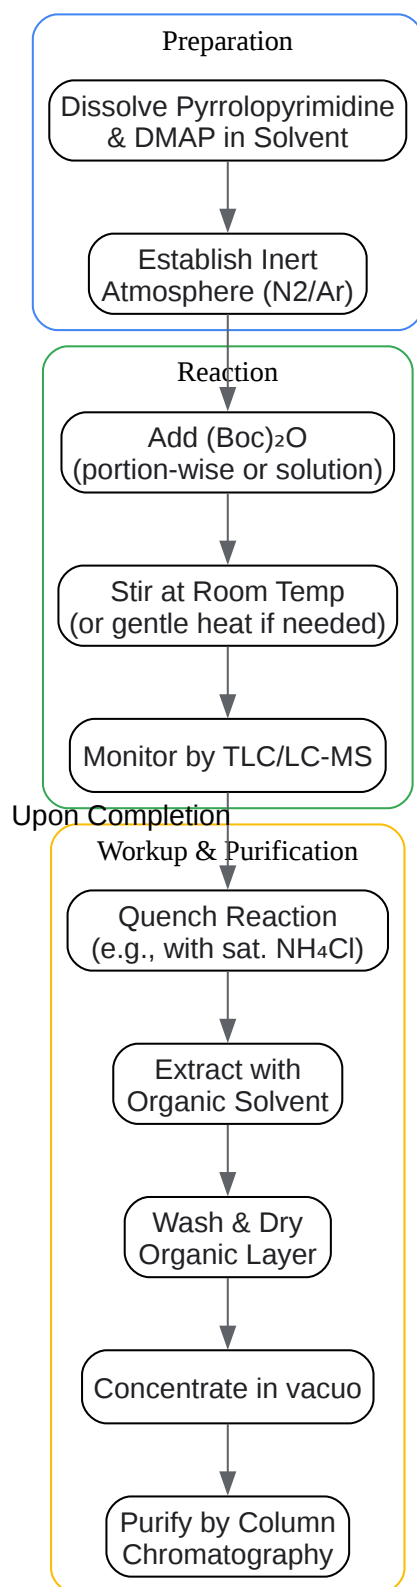 Preparation
Dissolve Pyrrolopyrimidine
& DMAP in Solvent
Establish Inert
Atmosphere (N2/Ar)
Reaction
Add (Boc)₂O
(portion-wise or solution)
Stir at Room Temp
(or gentle heat if needed)
Monitor by TLC/LC-MS
Upon Completion
Workup & Purification
Quench Reaction
(e.g., with sat. NH₄Cl)
Extract with
Organic Solvent
Wash & Dry
Organic Layer
Concentrate in vacuo
Purify by Column
Chromatography